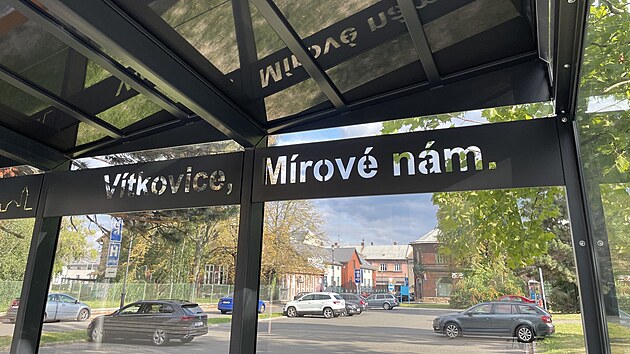 Vítkovice, Mírové nám.